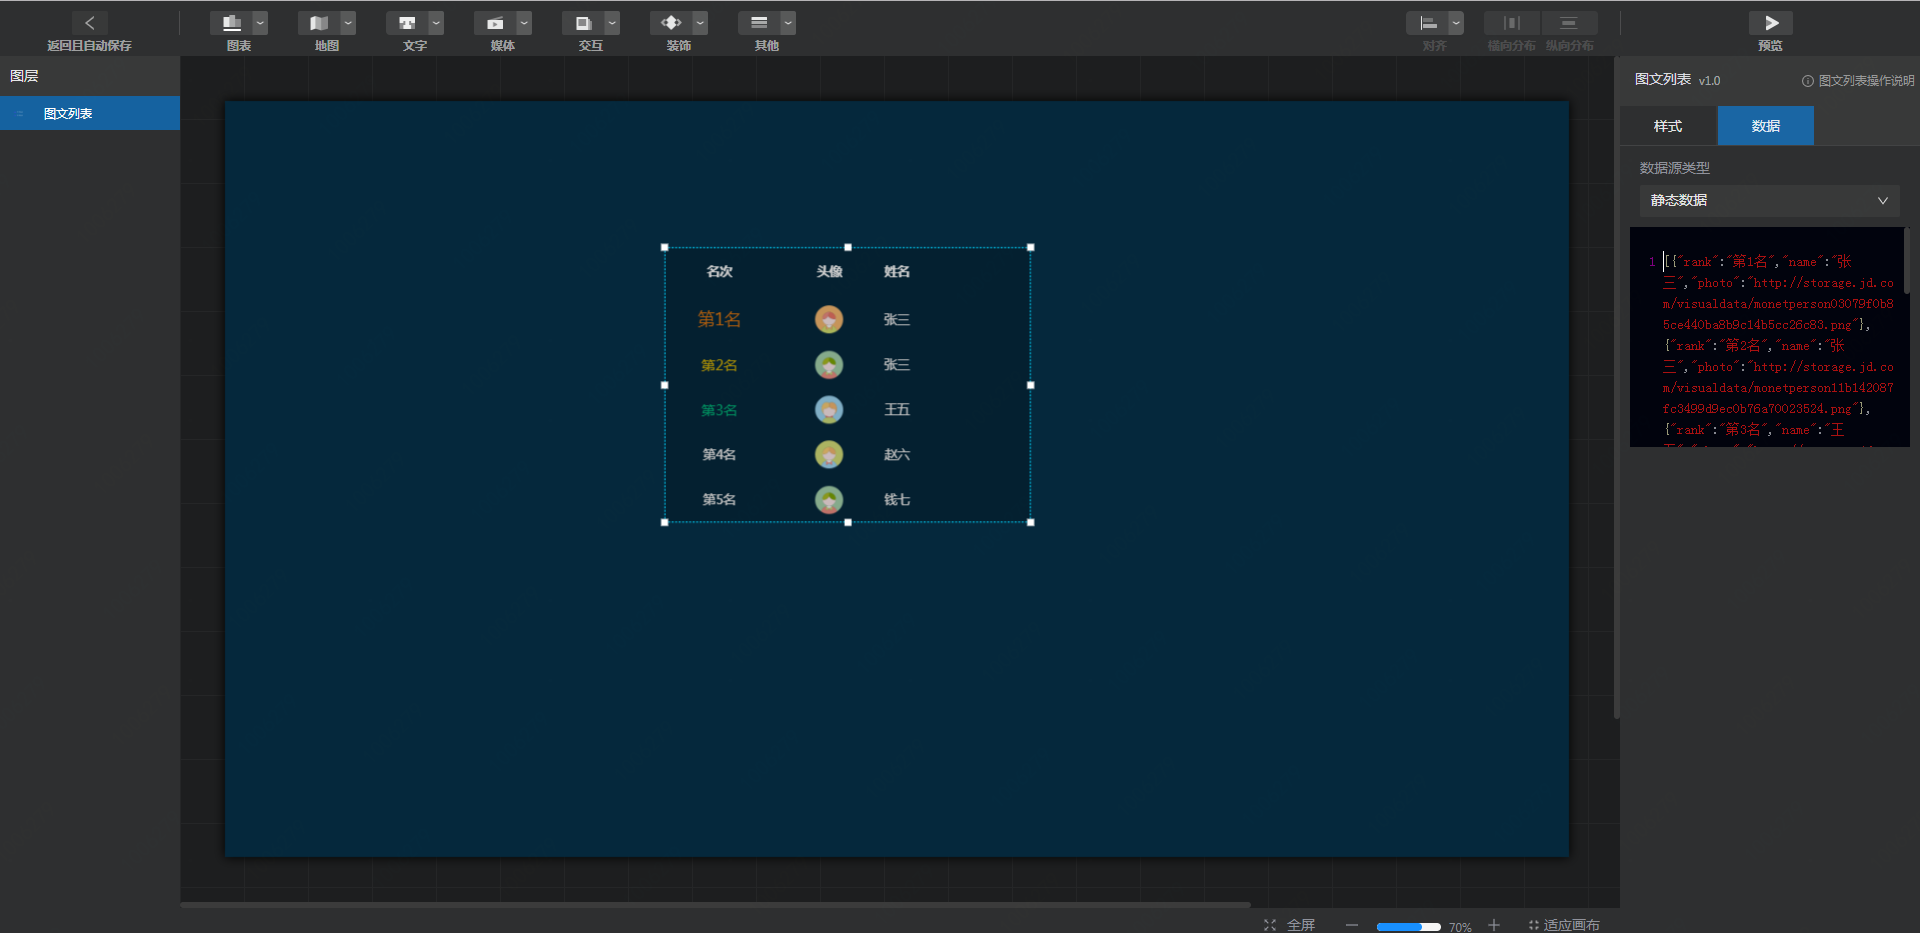 返回且自动保存
图表
地图
文字
媒体
交互
装饰
其他
对齐
横向分布
纵向分布
预览
图层
图文列表
名次 头像 姓名
第1名 张三
第2名 张三
第3名 王五
第4名 赵六
第5名 钱七
图文列表 v1.0
图文列表操作说明
样式
数据
数据源类型
静态数据
1 [{"rank":"第1名","name":"张
三","photo":"http://storage.jd.co
m/visualdata/monetperson03079f0b8
5ce440ba8b9c14b5cc26c83.png"},
{"rank":"第2名","name":"张
三","photo":"http://storage.jd.co
m/visualdata/monetperson11b142087
fc3499d9ec0b76a70023524.png"},
{"rank":"第3名","name":"王
全屏
70%
适应画布